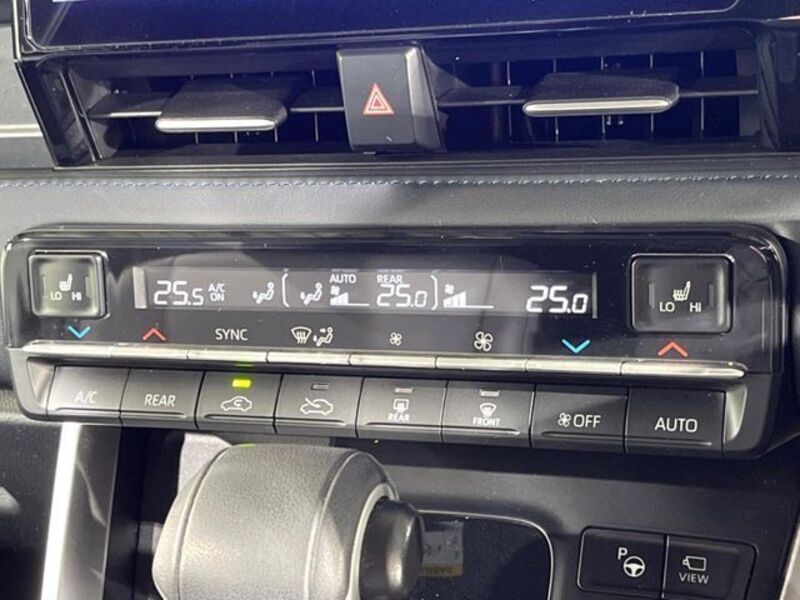 LO HI
25.5 A/C ON AUTO REAR 25.0 25.0
LO HI
SYNC
A/C
REAR
REAR
FRONT
OFF
AUTO
P
VIEW